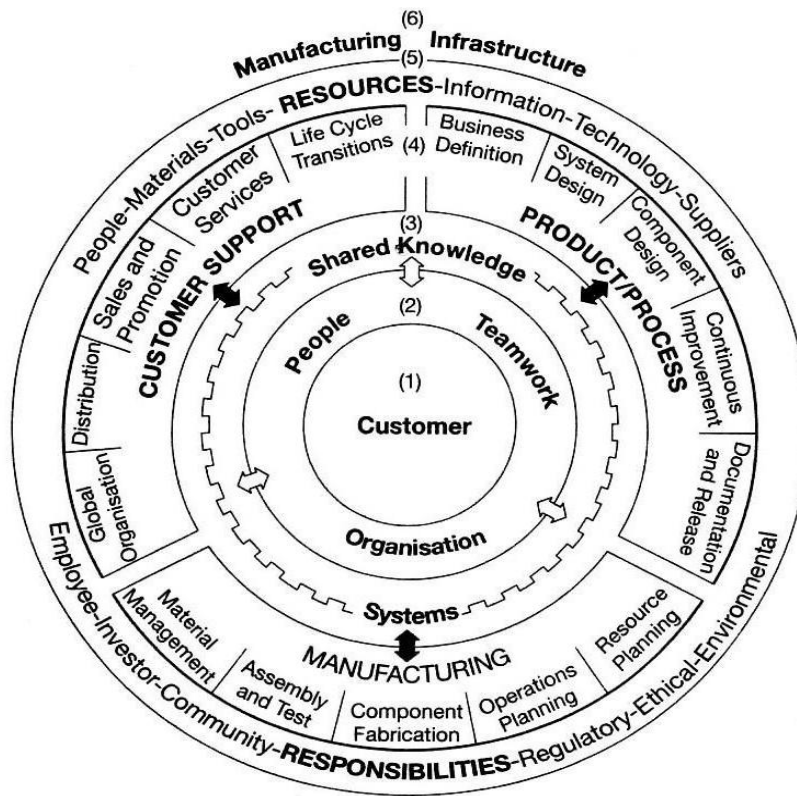 (6)
Manufacturing Infrastructure
(5)
People-Materials-Tools- RESOURCES-Information-Technology-Suppliers
(4)
Life Cycle
Transitions
Business
Definition
Customer
Services
System
Design
Sales and
Promotion
Component
Design
Distribution
Continuous
Improvement
Global
Organisation
Documentation
and Release
CUSTOMER SUPPORT
PRODUCT/PROCESS
(3)
Shared Knowledge
(2)
People
Teamwork
(1)
Customer
Organisation
Systems
MANUFACTURING
Material
Management
Assembly
and Test
Component
Fabrication
Operations
Planning
Resource
Planning
Employee-Investor-Community-RESPONSIBILITIES-Regulatory-Ethical-Environmental